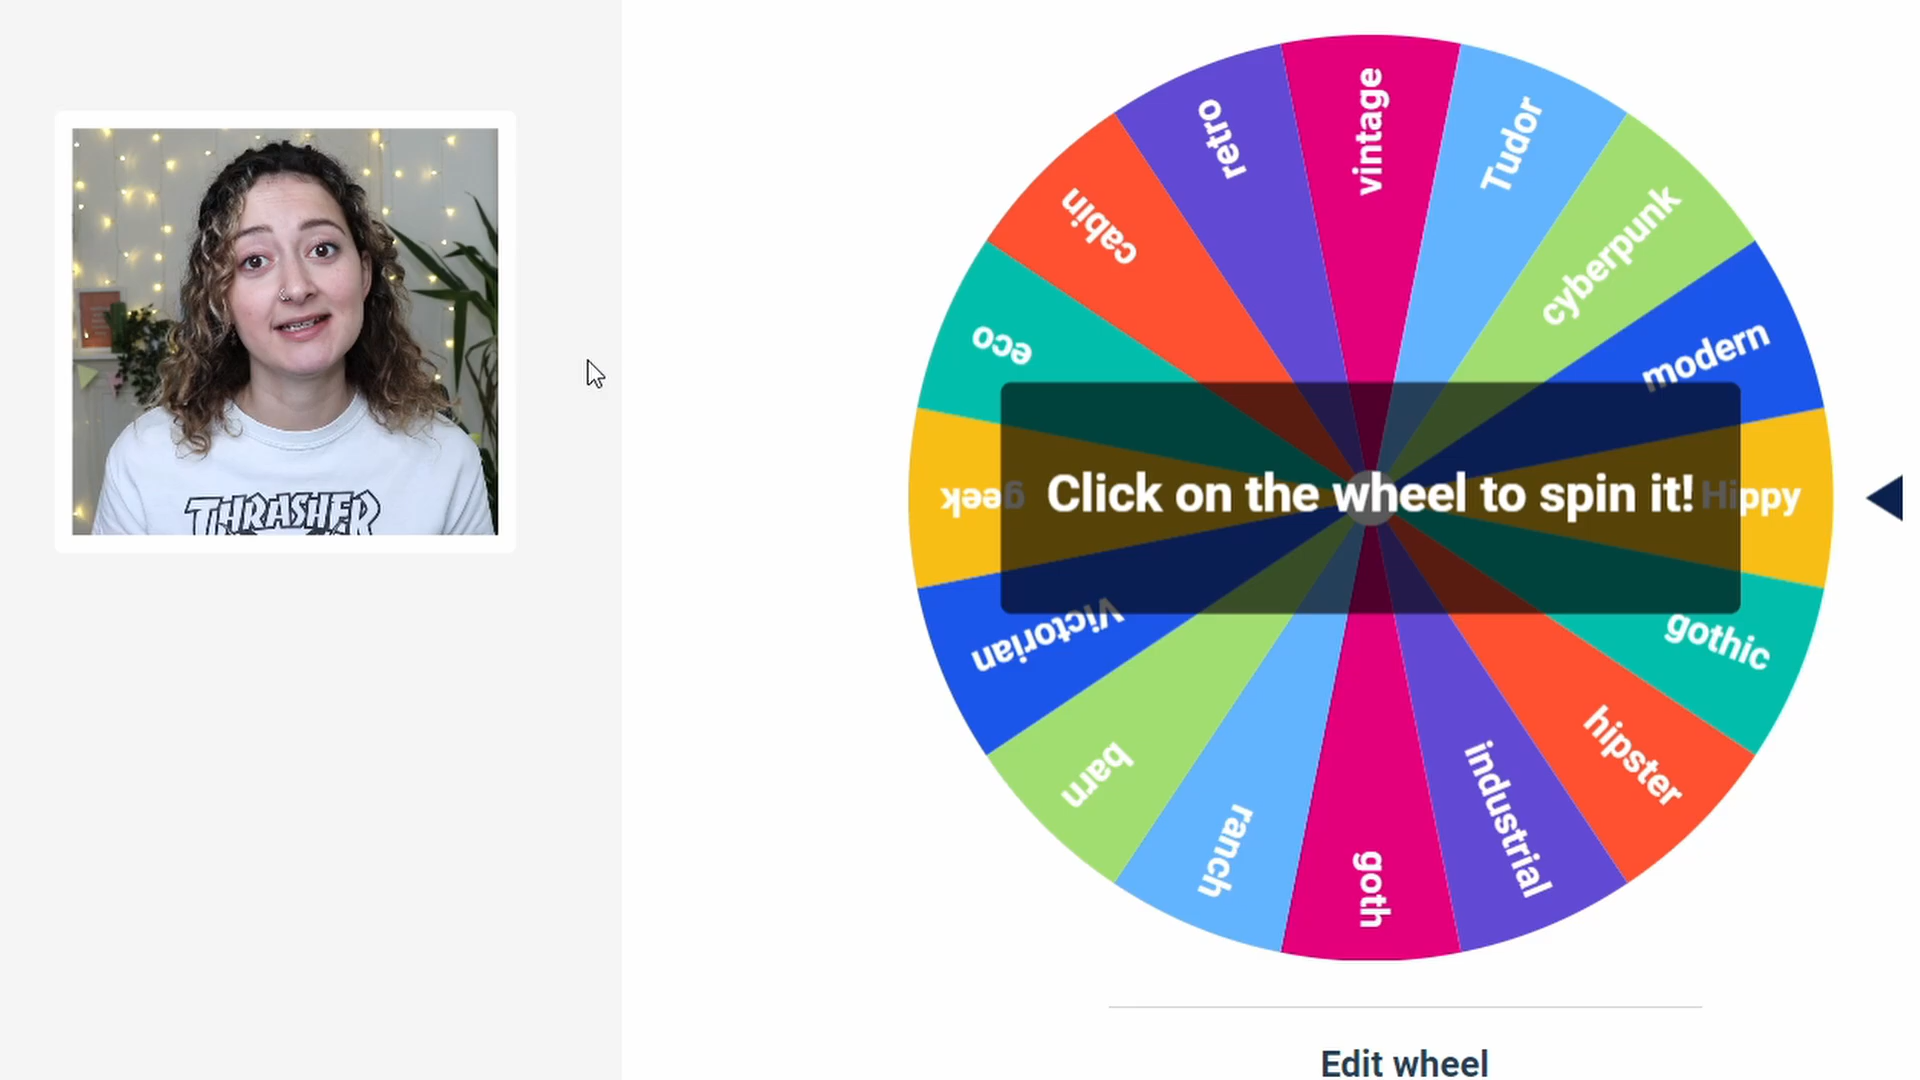 THRASHER
vintage
Tudor
cyberpunk
modern
Hippy
gothic
hipster
industrial
goth
ranch
barn
Victorian
geek
eco
cabin
retro
Click on the wheel to spin it!
Edit wheel